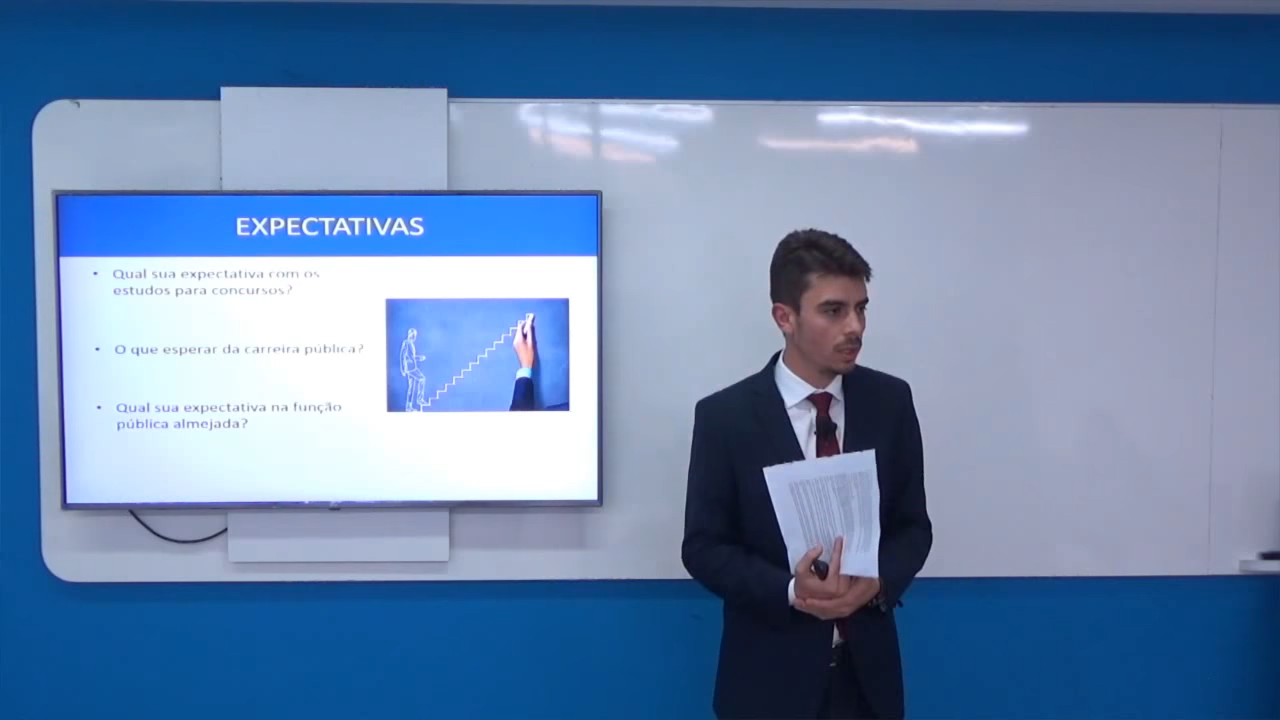 EXPECTATIVAS
• Qual sua expectativa com os
estudos para concursos?
• O que esperar da carreira pública?
• Qual sua expectativa na função
pública almejada?